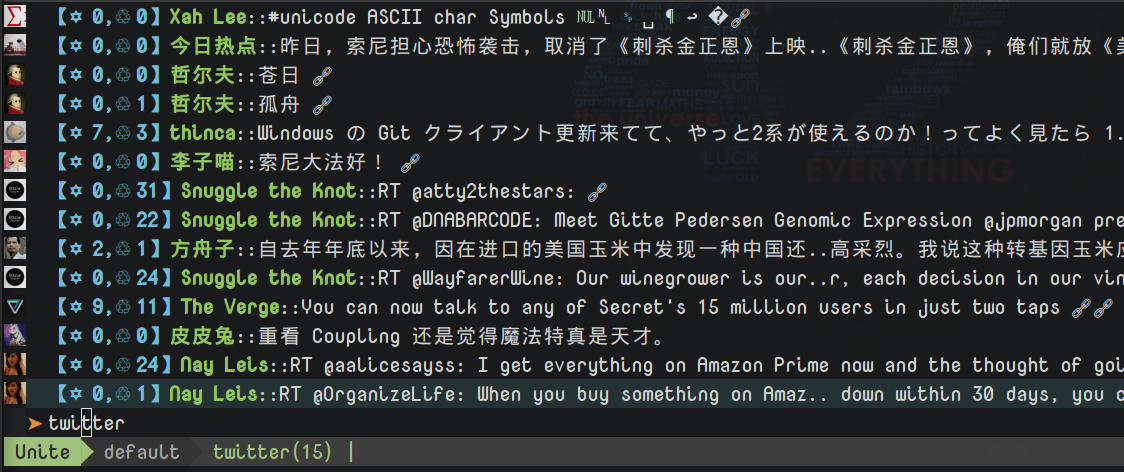 【✡ 0,♲ 0】Xah Lee::#unicode ASCII char Symbols ␀ ␤ ␠ ␣ ¶ ↩ � 🔗
【✡ 0,♲ 0】今日热点::昨日，索尼担心恐怖袭击，取消了《刺杀金正恩》上映..《刺杀金正恩》，俺们就放《美
【✡ 0,♲ 0】哲尔夫::苍日 🔗
【✡ 0,♲ 1】哲尔夫::孤舟 🔗
【✡ 7,♲ 3】thinca::Windows の Git クライアント更新来てて、やっと2系が使えるのか！ってよく見たら 1.
【✡ 0,♲ 0】李子喵::索尼大法好！ 🔗
【✡ 0,♲ 31】Snuggle the Knot::RT @atty2thestars: 🔗
【✡ 0,♲ 22】Snuggle the Knot::RT @DNABARCODE: Meet Gitte Pedersen Genomic Expression @jpmorgan pre
【✡ 2,♲ 1】方舟子::自去年年底以来，因在进口的美国玉米中发现一种中国还..高采烈。我说这种转基因玉米应
【✡ 0,♲ 24】Snuggle the Knot::RT @WayfarerWine: Our winegrower is our..r, each decision in our vin
【✡ 9,♲ 11】The Verge::You can now talk to any of Secret's 15 million users in just two taps 🔗🔗
【✡ 0,♲ 0】皮皮兔::重看 Coupling 还是觉得魔法特真是天才。
【✡ 0,♲ 24】Nay Leis::RT @aalicesayss: I get everything on Amazon Prime now and the thought of goi
【✡ 0,♲ 1】Nay Leis::RT @OrganizeLife: When you buy something on Amaz.. down within 30 days, you c
➤ twitter
Unite default twitter(15) |